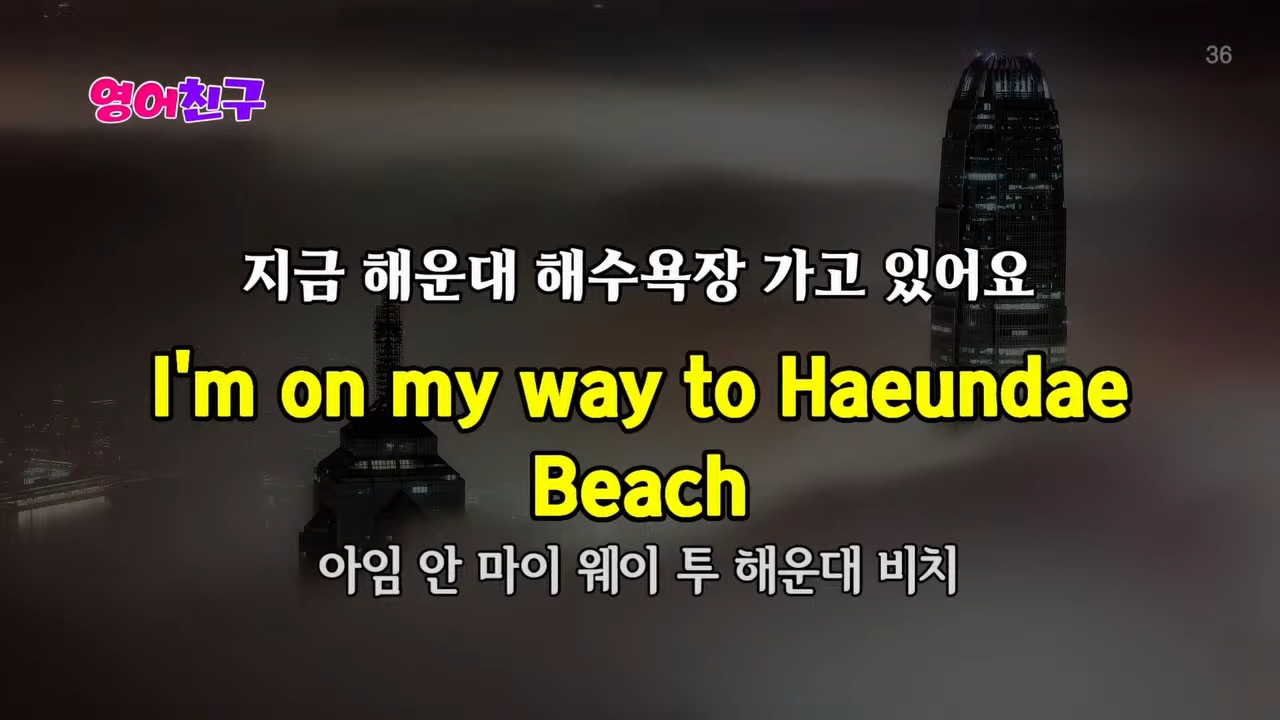 36
영어친구
지금 해운대 해수욕장 가고 있어요
I'm on my way to Haeundae
Beach
아임 안 마이 웨이 투 해운대 비치